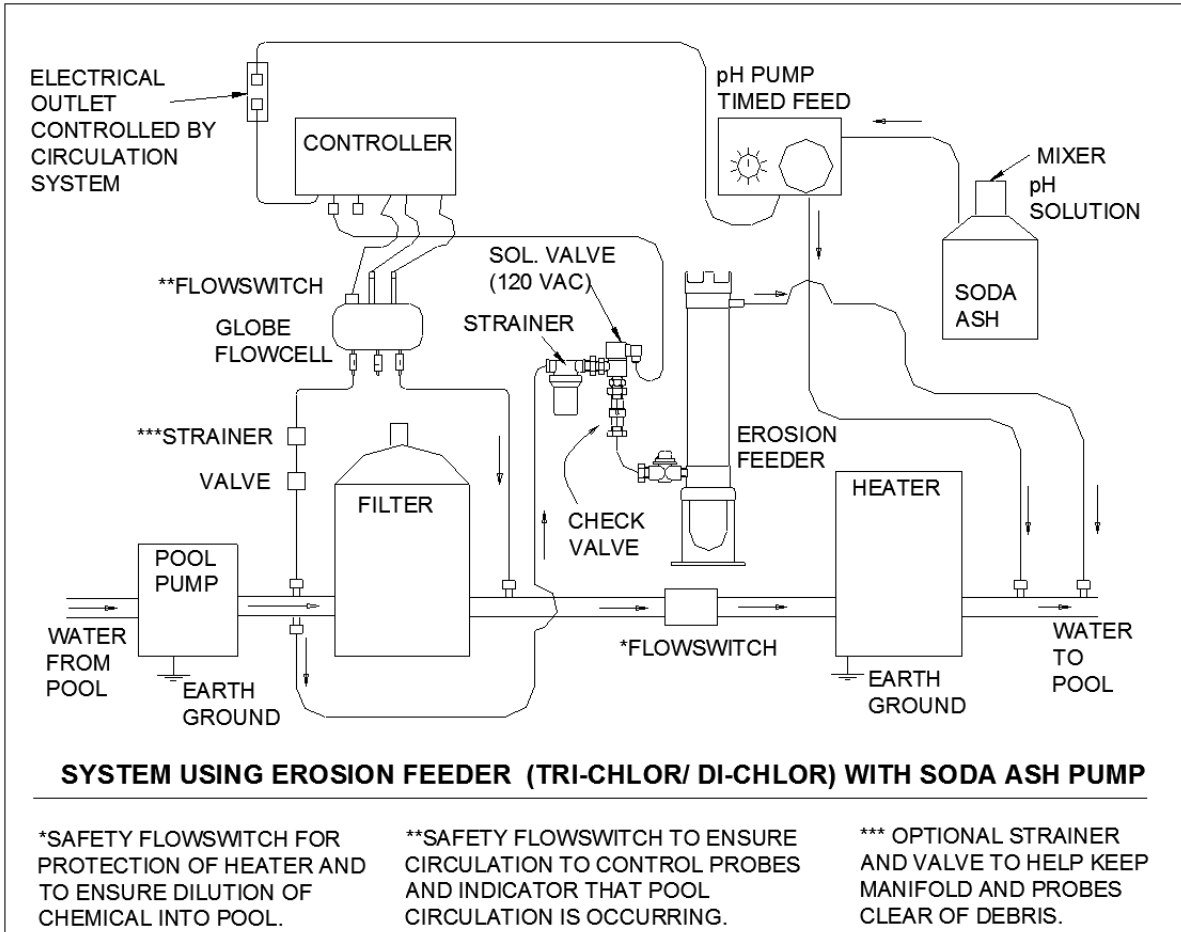 ELECTRICAL
OUTLET
CONTROLLED BY
CIRCULATION
SYSTEM
CONTROLLER
pH PUMP
TIMED FEED
MIXER
pH
SOLUTION
SODA
ASH
**FLOWSWITCH
GLOBE
FLOWCELL
SOL. VALVE
(120 VAC)
STRAINER
***STRAINER
VALVE
FILTER
CHECK
VALVE
EROSION
FEEDER
HEATER
POOL
PUMP
WATER
FROM
POOL
EARTH
GROUND
*FLOWSWITCH
EARTH
GROUND
WATER
TO
POOL
SYSTEM USING EROSION FEEDER (TRI-CHLOR/ DI-CHLOR) WITH SODA ASH PUMP
*SAFETY FLOWSWITCH FOR
PROTECTION OF HEATER AND
TO ENSURE DILUTION OF
CHEMICAL INTO POOL.
**SAFETY FLOWSWITCH TO ENSURE
CIRCULATION TO CONTROL PROBES
AND INDICATOR THAT POOL
CIRCULATION IS OCCURRING.
*** OPTIONAL STRAINER
AND VALVE TO HELP KEEP
MANIFOLD AND PROBES
CLEAR OF DEBRIS.